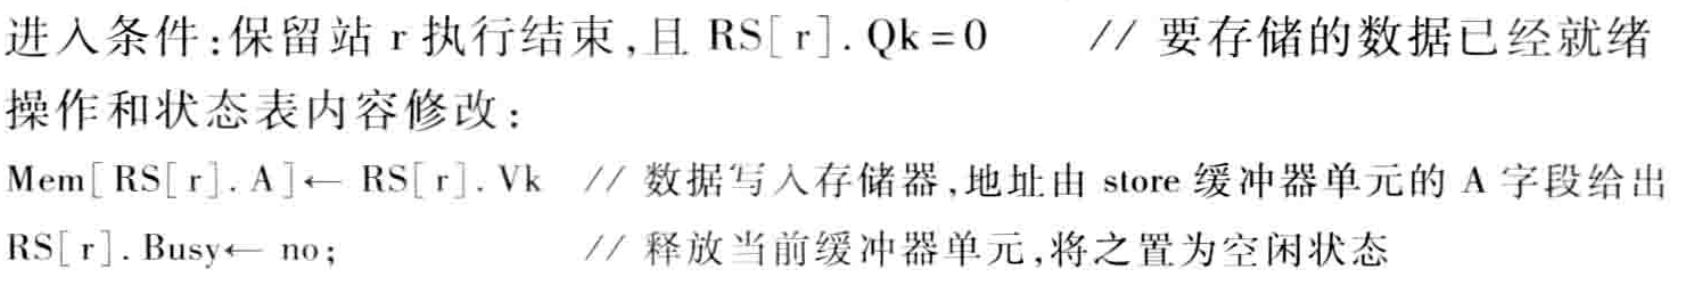 进入条件:保留站 r 执行结束,且 RS[r].Qk=0 // 要存储的数据已经就绪
操作和状态表内容修改:
Mem[RS[r].A]← RS[r].Vk // 数据写入存储器,地址由 store 缓冲器单元的 A 字段给出
RS[r].Busy← no; // 释放当前缓冲器单元,将之置为空闲状态